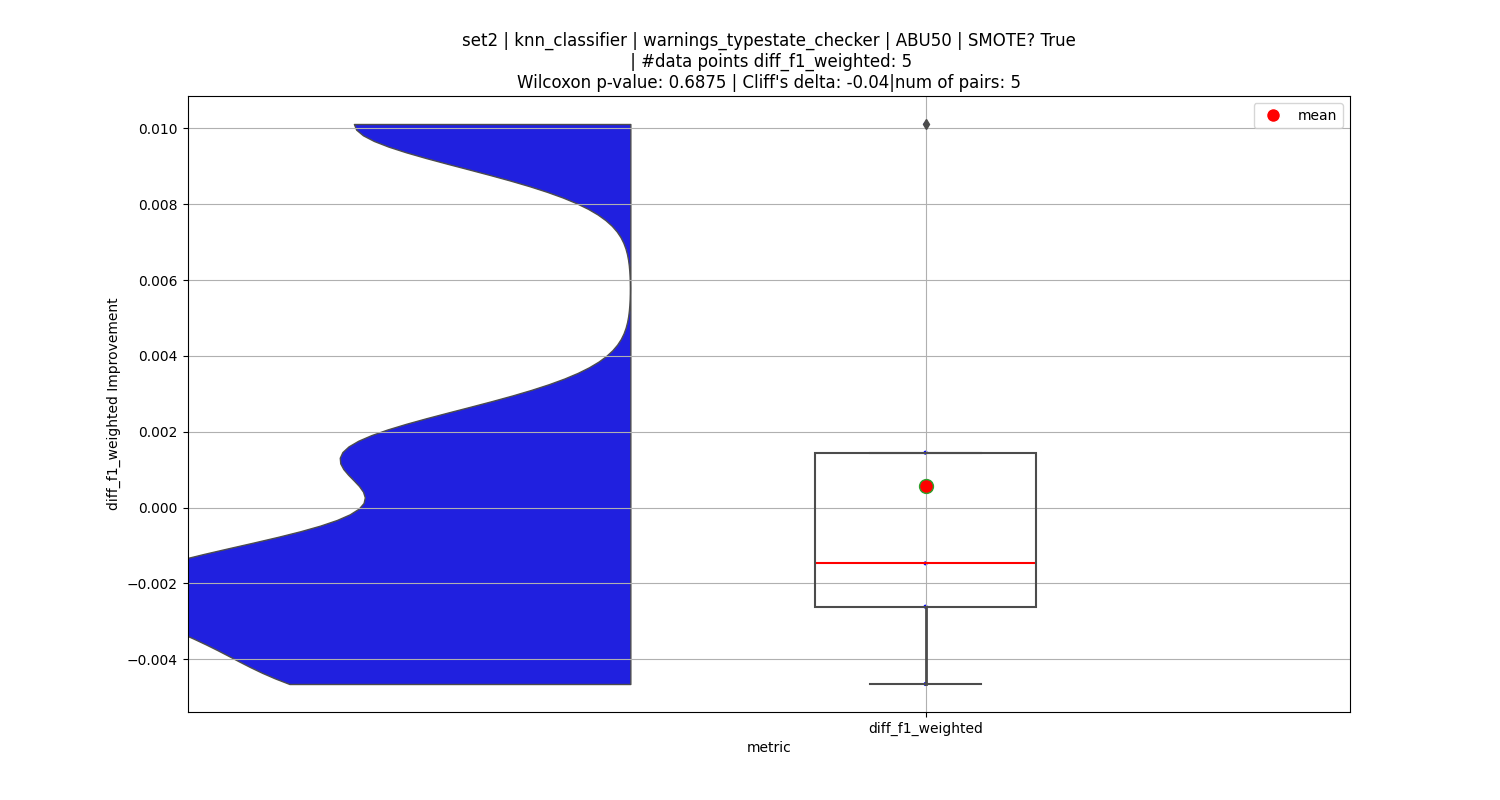 set2 | knn_classifier | warnings_typestate_checker | ABU50 | SMOTE? True
| #data points diff_f1_weighted: 5
Wilcoxon p-value: 0.6875 | Cliff's delta: -0.04|num of pairs: 5
mean
0.010
0.008
0.006
0.004
0.002
0.000
−0.002
−0.004
diff_f1_weighted Improvement
diff_f1_weighted
metric